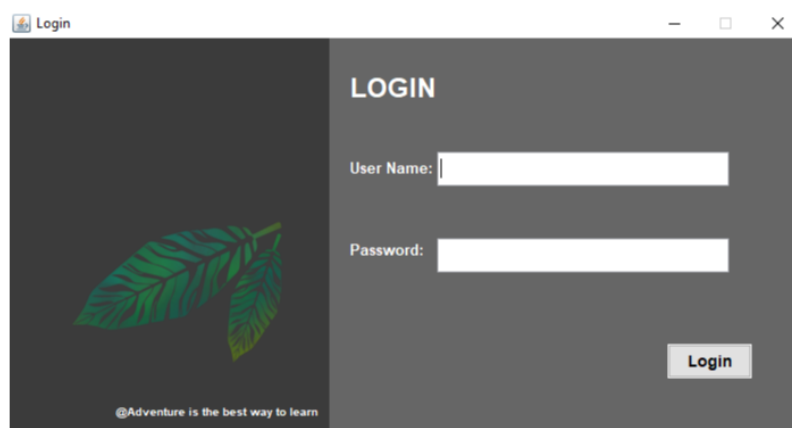 Login
LOGIN
User Name:
Password:
Login
@Adventure is the best way to learn